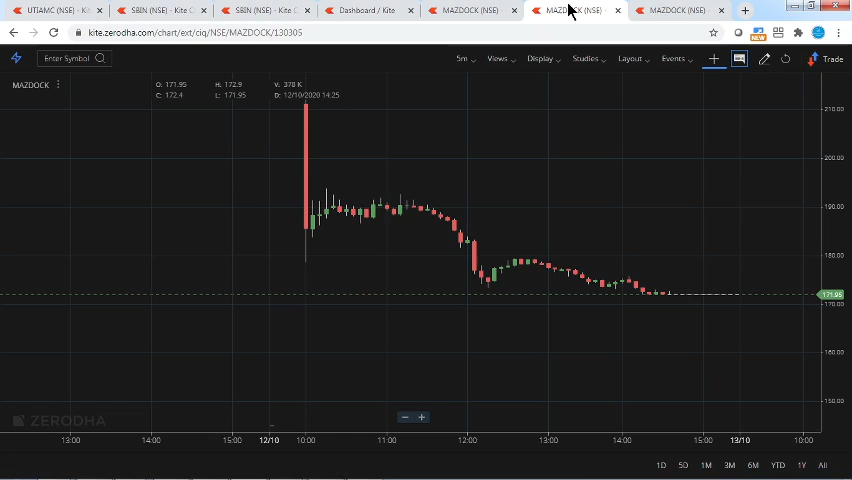 UTIAMC (NSE) - Kit
SBIN (NSE) - Kite C
SBIN (NSE) - Kite C
Dashboard / Kite
MAZDOCK (NSE) -
MAZDOCK (NSE) -
MAZDOCK (NSE) -
kite.zerodha.com/chart/ext/ciq/NSE/MAZDOCK/130305
NEW
Enter Symbol
5m
Views
Display
Studies
Layout
Events
Trade
MAZDOCK
O: 171.95 H: 172.9 V: 378 K
C: 172.4 L: 171.95 D: 12/10/2020 14:25
210.00
200.00
190.00
180.00
171.95
170.00
160.00
150.00
ZERODHA
13:00 14:00 15:00 12/10 10:00 11:00 12:00 13:00 14:00 15:00 13/10 10:00
1D 5D 1M 3M 6M YTD 1Y All